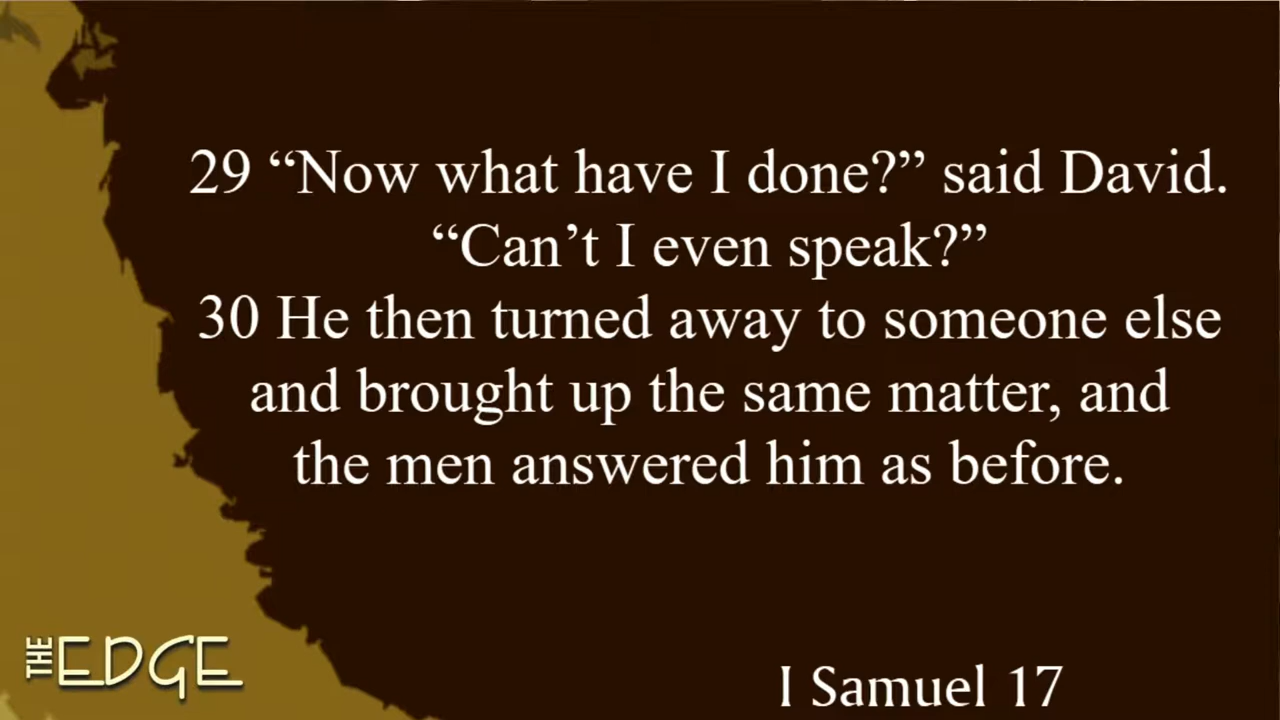 29 “Now what have I done?” said David.
“Can’t I even speak?”
30 He then turned away to someone else
and brought up the same matter, and
the men answered him as before.
THE EDGE
I Samuel 17